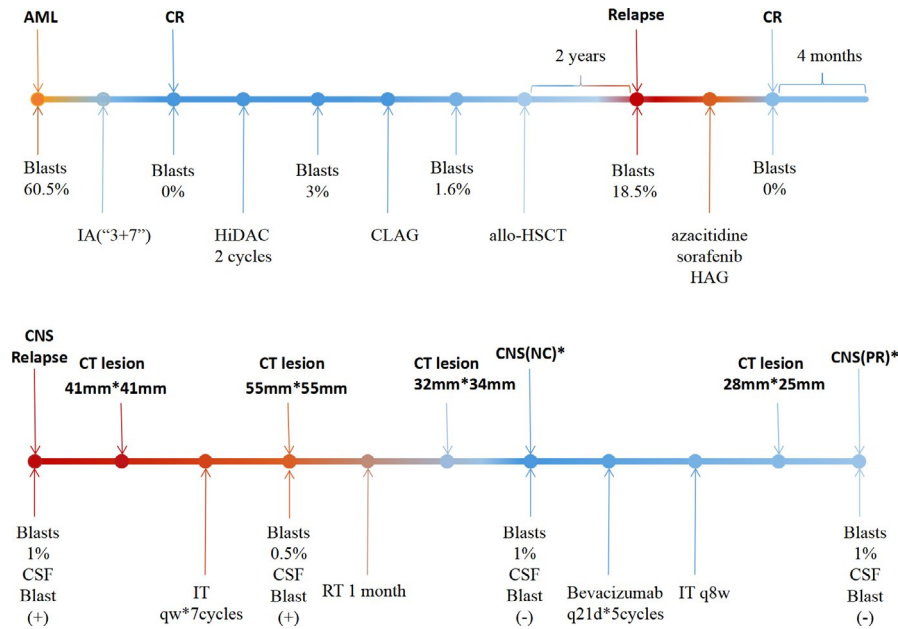 AML
CR
Relapse
CR
2 years
4 months
Blasts
60.5%
Blasts
0%
Blasts
3%
Blasts
1.6%
Blasts
18.5%
Blasts
0%
IA(“3+7”)
HiDAC
2 cycles
CLAG
allo-HSCT
azacitidine
sorafenib
HAG
CNS
Relapse
CT lesion
41mm*41mm
CT lesion
55mm*55mm
CT lesion
32mm*34mm
CNS(NC)*
CT lesion
28mm*25mm
CNS(PR)*
Blasts
1%
CSF
Blast
(+)
IT
qw*7cycles
Blasts
0.5%
CSF
Blast
(+)
RT 1 month
Blasts
1%
CSF
Blast
(-)
Bevacizumab
q21d*5cycles
IT q8w
Blasts
1%
CSF
Blast
(-)